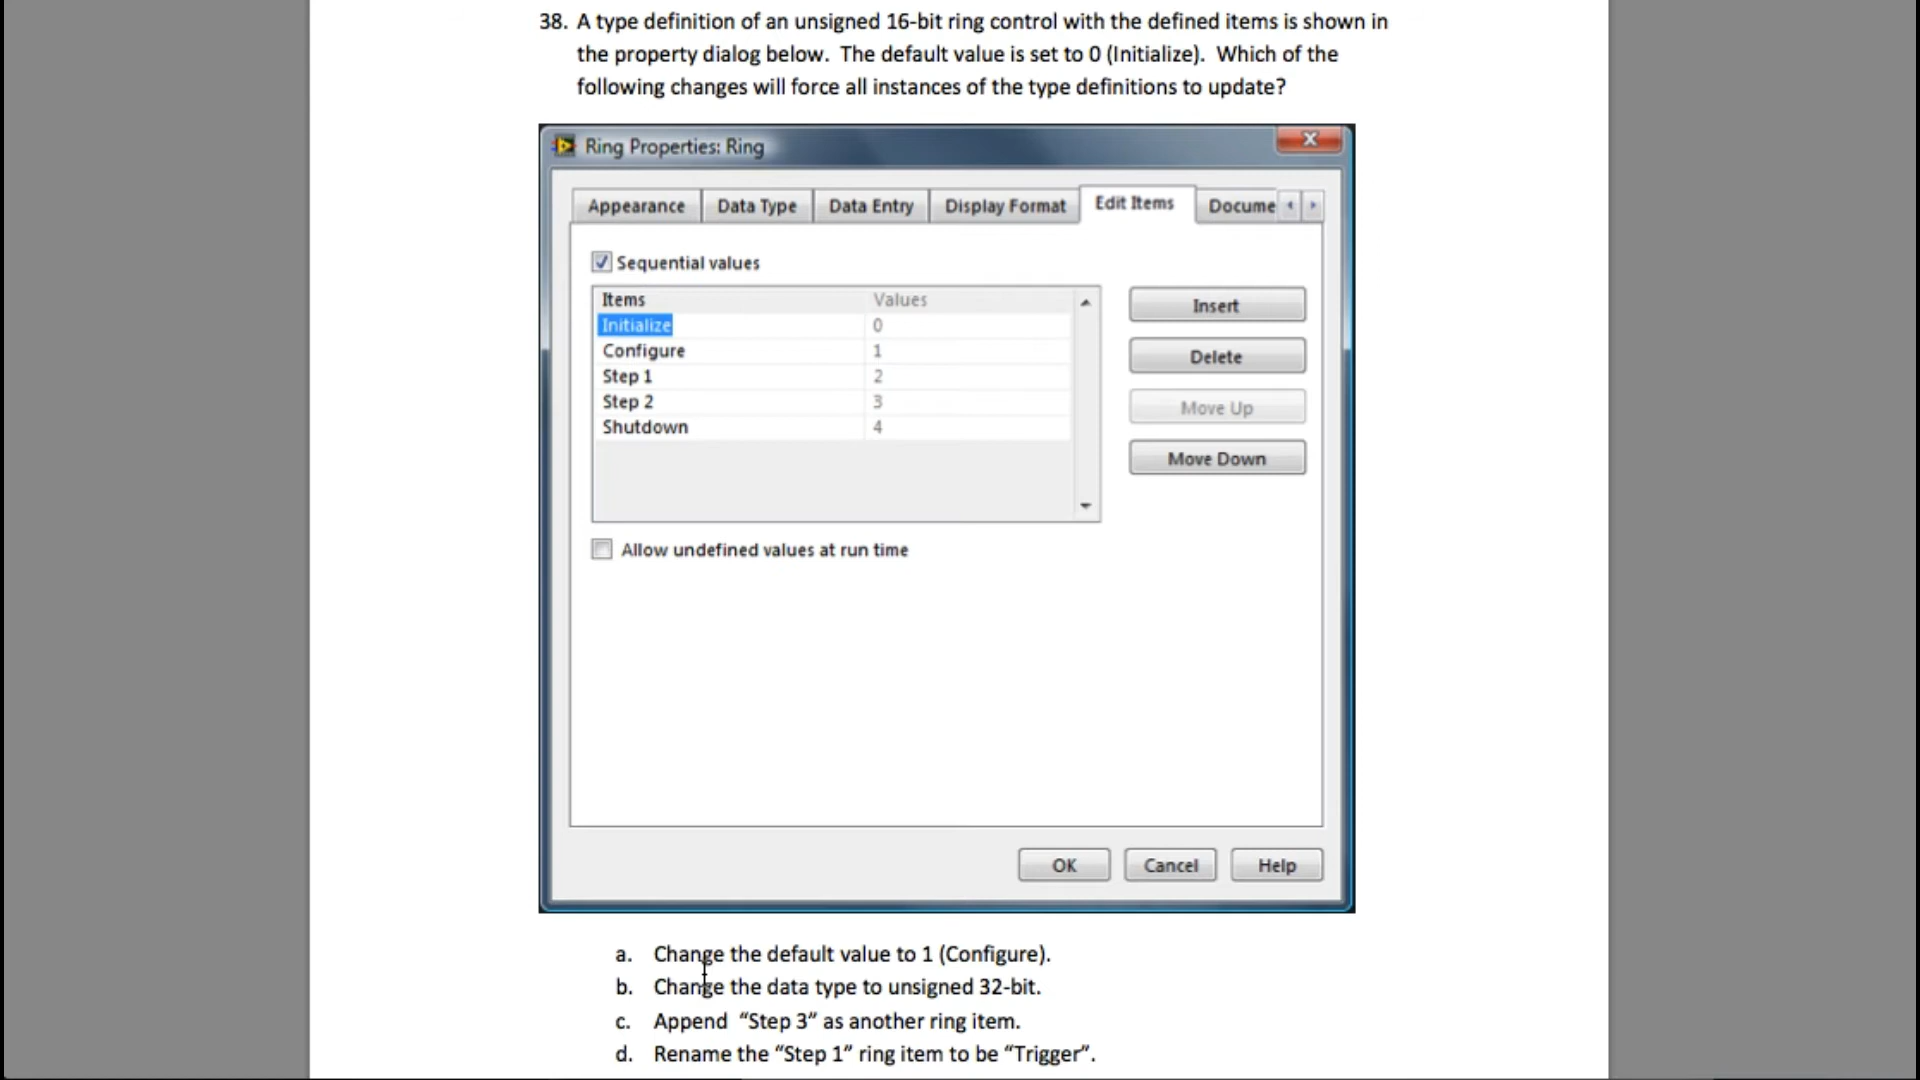 38. A type definition of an unsigned 16-bit ring control with the defined items is shown in
the property dialog below. The default value is set to 0 (Initialize). Which of the
following changes will force all instances of the type definitions to update?
Ring Properties: Ring
Appearance Data Type Data Entry Display Format Edit Items Docume
Sequential values
Items Values
Initialize 0
Configure 1
Step 1 2
Step 2 3
Shutdown 4
Insert
Delete
Move Up
Move Down
Allow undefined values at run time
OK Cancel Help
a. Change the default value to 1 (Configure).
b. Change the data type to unsigned 32-bit.
c. Append “Step 3” as another ring item.
d. Rename the “Step 1” ring item to be “Trigger”.